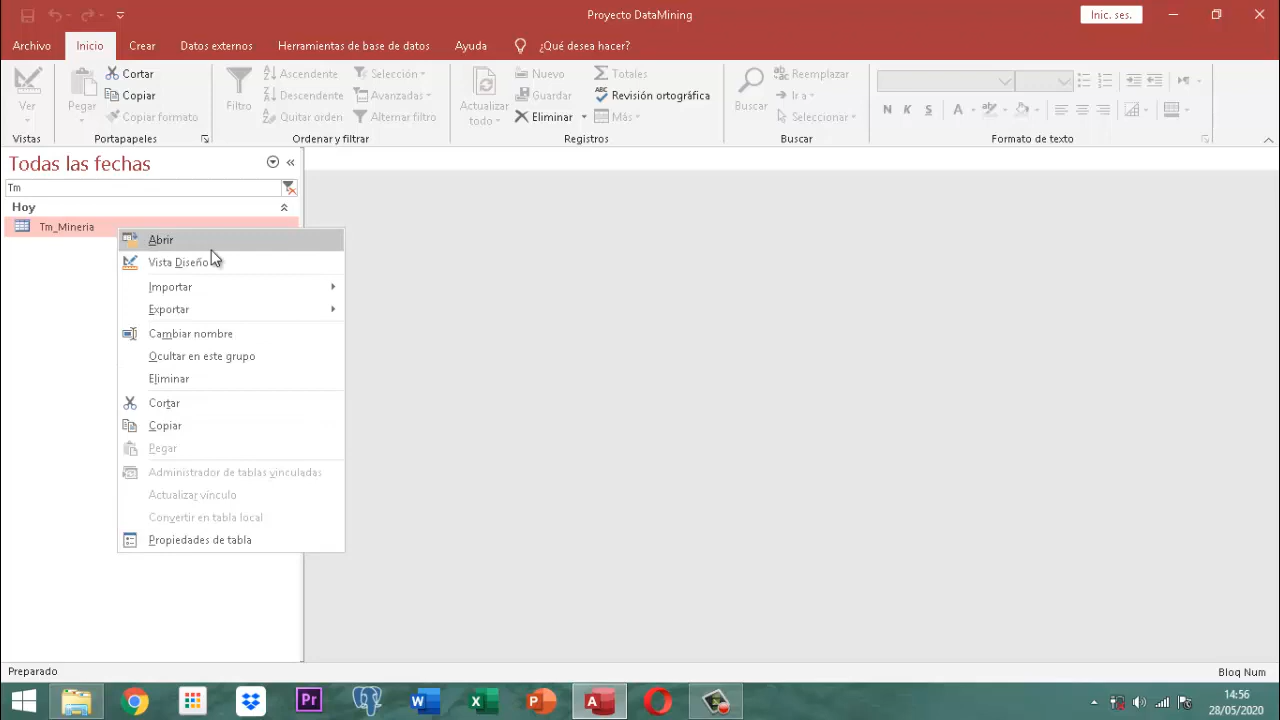 Proyecto DataMining
Inic. ses.
Archivo Inicio Crear Datos externos Herramientas de base de datos Ayuda ¿Qué desea hacer?
Ver
Vistas
Pegar
Cortar
Copiar
Copiar formato
Portapapeles
Filtro
Ascendente
Descendente
Quitar orden
Selección
Avanzadas
Alternar filtro
Ordenar y filtrar
Actualizar todo
Nuevo
Guardar
Eliminar
Totales
Revisión ortográfica
Más
Registros
Buscar
Reemplazar
Ir a
Seleccionar
Buscar
N K S A
Formato de texto
Todas las fechas
Tm
Hoy
Tm_Mineria
Abrir
Vista Diseño
Importar
Exportar
Cambiar nombre
Ocultar en este grupo
Eliminar
Cortar
Copiar
Pegar
Administrador de tablas vinculadas
Actualizar vínculo
Convertir en tabla local
Propiedades de tabla
Preparado
Bloq Num
Pr
14:56
28/05/2020